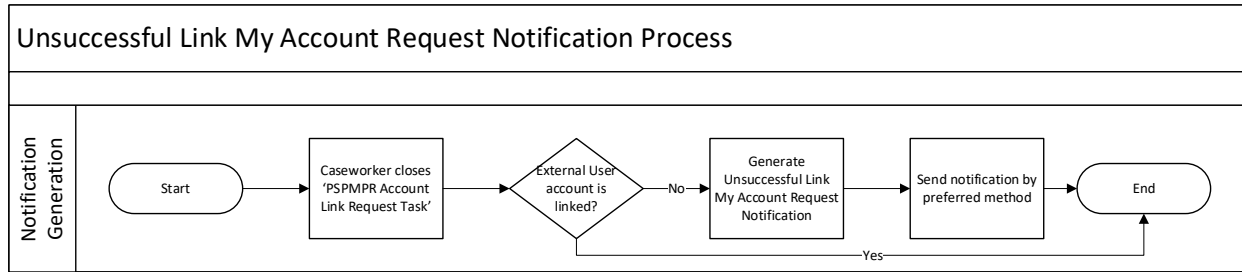 Unsuccessful Link My Account Request Notification Process
Notification
Generation
Start
Caseworker closes
‘PSPMPR Account
Link Request Task’
External User
account is
linked?
No
Generate
Unsuccessful Link
My Account Request
Notification
Send notification by
preferred method
End
Yes